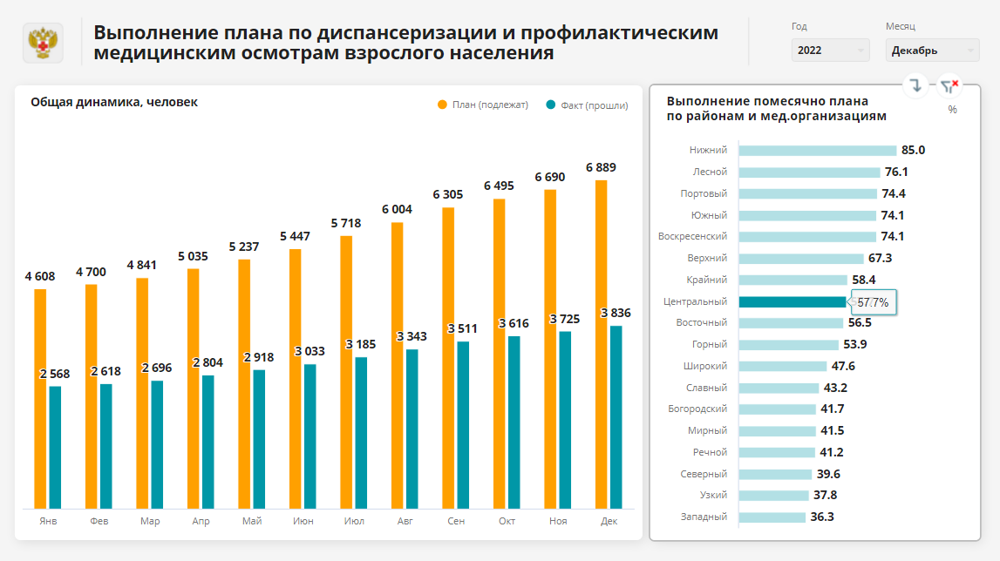 Выполнение плана по диспансеризации и профилактическим
медицинским осмотрам взрослого населения
Год
2022
Месяц
Декабрь
Общая динамика, человек
План (подлежат)
Факт (прошли)
4 608
4 700
4 841
5 035
5 237
5 447
5 718
6 004
6 305
6 495
6 690
6 889
2 568
2 618
2 696
2 804
2 918
3 033
3 185
3 343
3 511
3 616
3 725
3 836
Янв
Фев
Мар
Апр
Май
Июн
Июл
Авг
Сен
Окт
Ноя
Дек
Выполнение помесячно плана
по районам и мед.организациям
%
Нижний 85.0
Лесной 76.1
Портовый 74.4
Южный 74.1
Воскресенский 74.1
Верхний 67.3
Крайний 58.4
Центральный 57.7%
Восточный 56.5
Горный 53.9
Широкий 47.6
Славный 43.2
Богородский 41.7
Мирный 41.5
Речной 41.2
Северный 39.6
Узкий 37.8
Западный 36.3